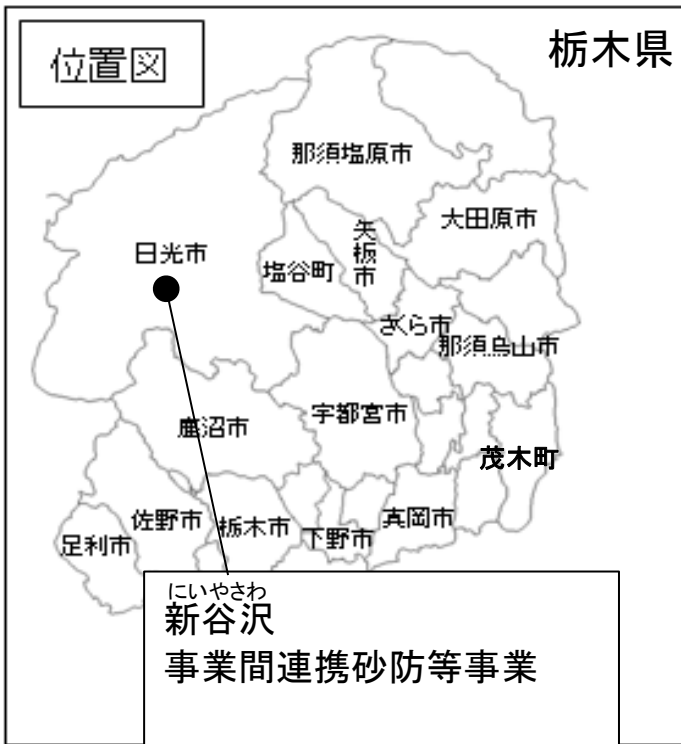 位置図
栃木県
那須塩原市
大田原市
矢板市
日光市
塩谷町
さくら市
那須烏山市
宇都宮市
鹿沼市
茂木町
佐野市
栃木市
真岡市
下野市
足利市
にいやさわ
新谷沢
事業間連携砂防等事業